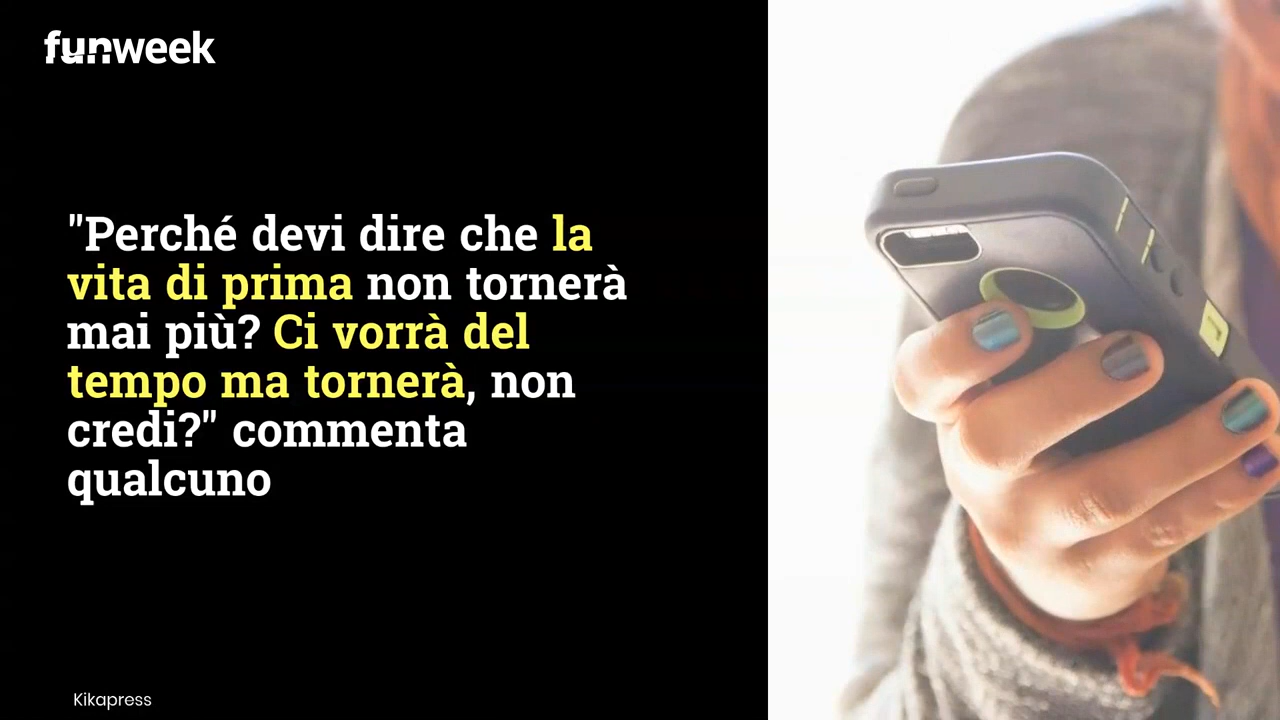 funweek
"Perché devi dire che la
vita di prima non tornerà
mai più? Ci vorrà del
tempo ma tornerà, non
credi?" commenta
qualcuno
Kikapress